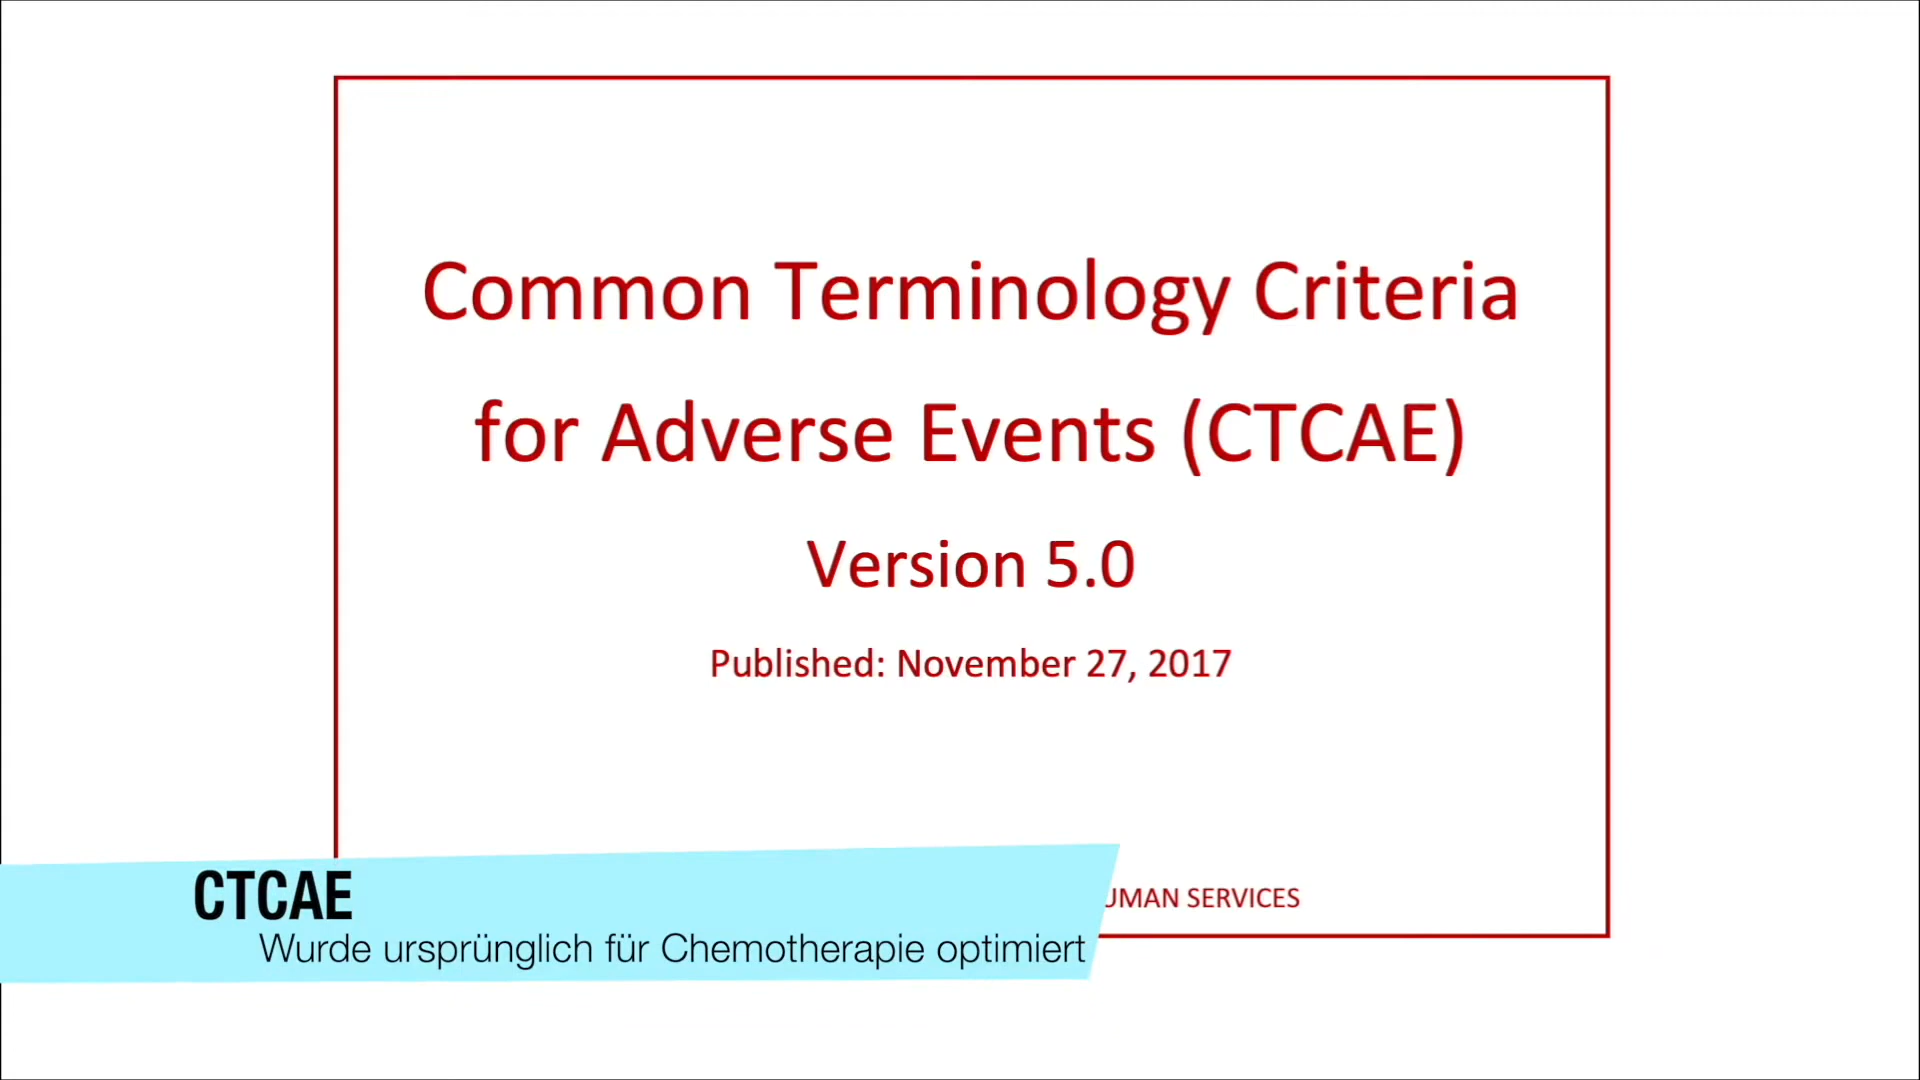 Common Terminology Criteria
for Adverse Events (CTCAE)
Version 5.0
Published: November 27, 2017
SERVICES
CTCAE
Wurde ursprünglich für Chemotherapie optimiert